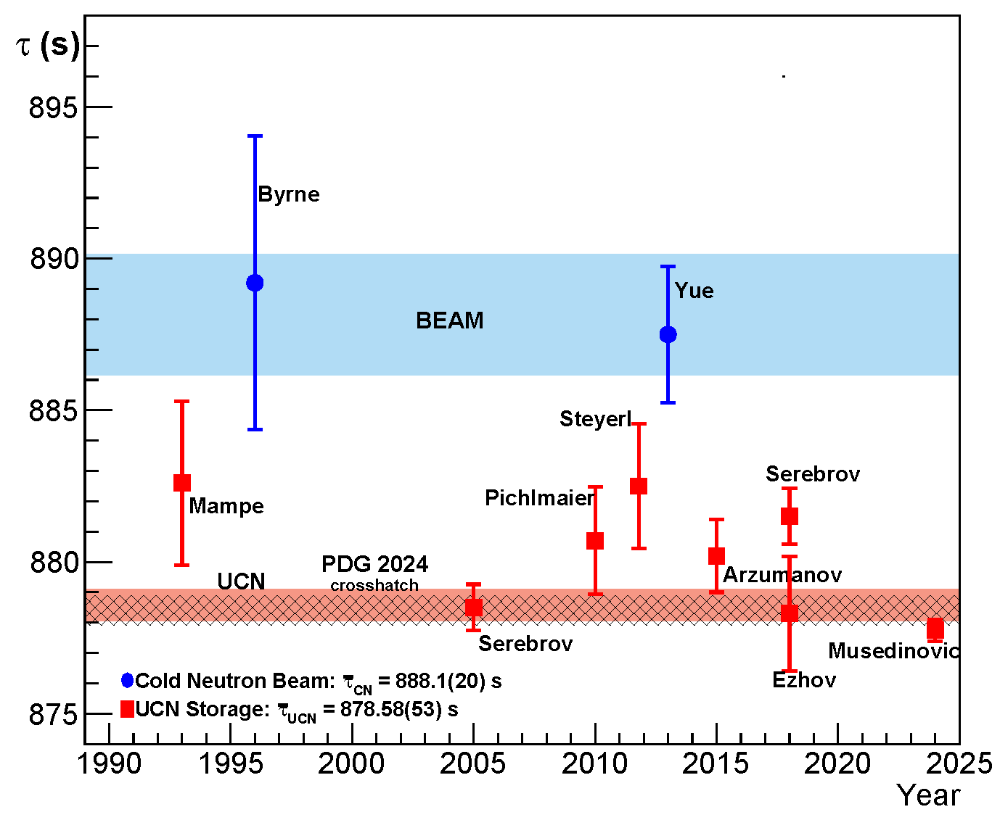 τ (s)
895
890
885
880
875
Byrne
Yue
BEAM
Steyerl
Serebrov
Pichlmaier
Mampe
PDG 2024
crosshatch
UCN
Arzumanov
Serebrov
Musedinovic
Ezhov
Cold Neutron Beam: τ̄CN = 888.1(20) s
UCN Storage: τ̄UCN = 878.58(53) s
1990 1995 2000 2005 2010 2015 2020 2025
Year